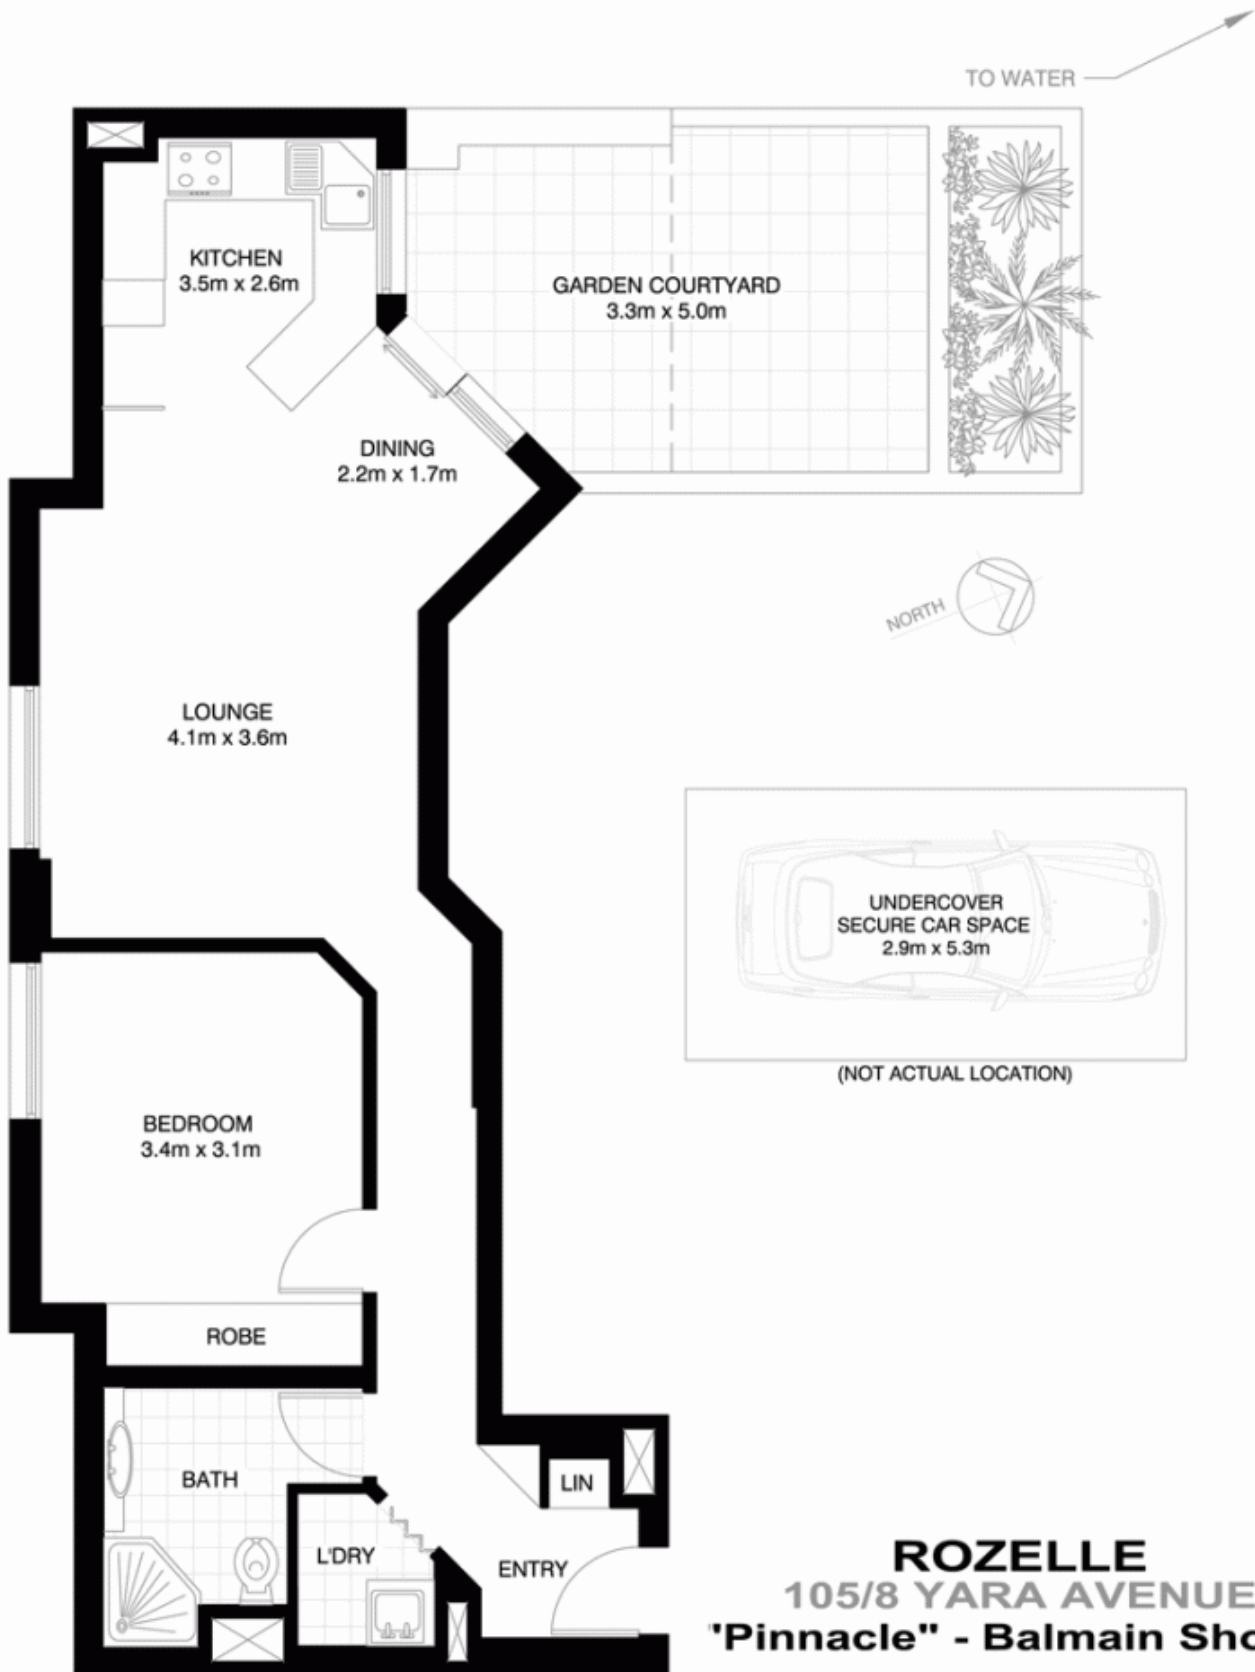 TO WATER
KITCHEN
3.5m x 2.6m
GARDEN COURTYARD
3.3m x 5.0m
DINING
2.2m x 1.7m
NORTH
LOUNGE
4.1m x 3.6m
UNDERCOVER
SECURE CAR SPACE
2.9m x 5.3m
(NOT ACTUAL LOCATION)
BEDROOM
3.4m x 3.1m
ROBE
BATH
LIN
L'DRY
ENTRY
ROZELLE
105/8 YARA AVENUE
"Pinnacle" - Balmain